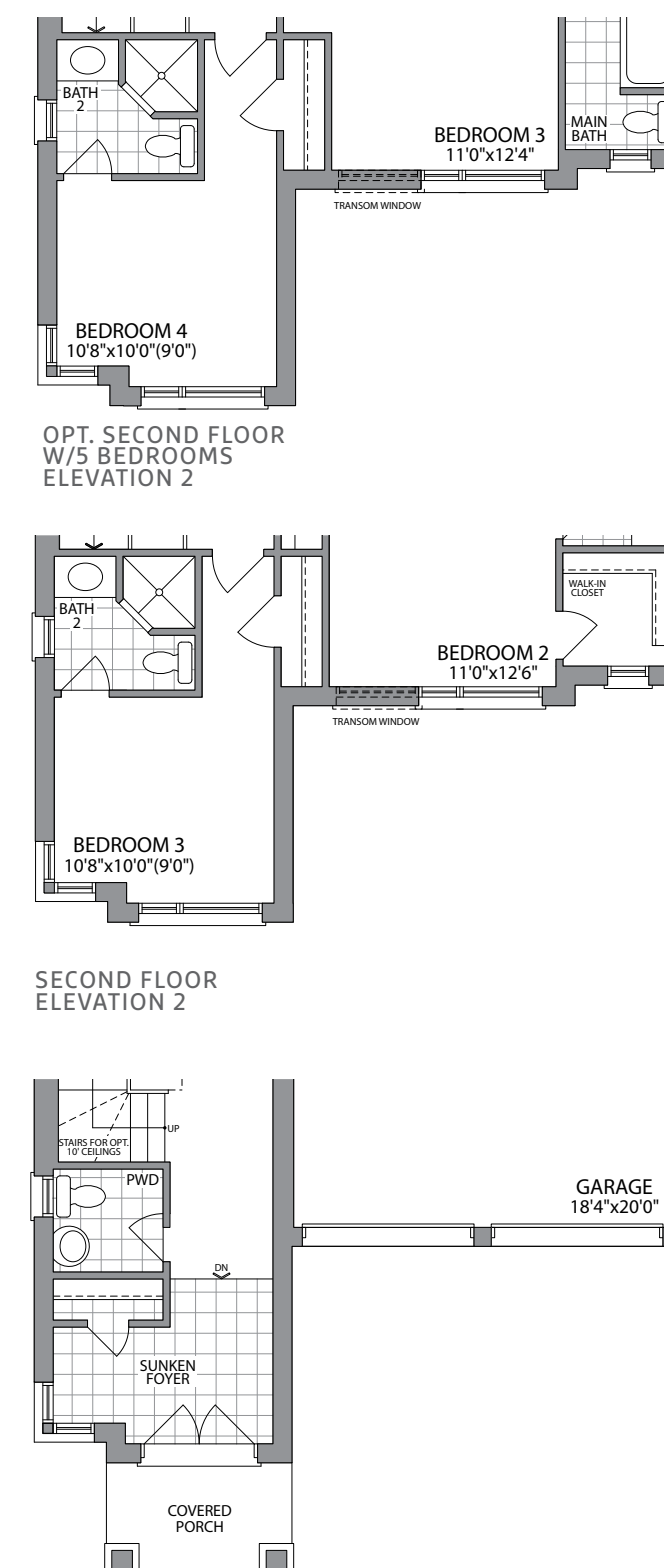 BATH
2
BEDROOM 3
11'0"x12'4"
MAIN
BATH
TRANSOM WINDOW
BEDROOM 4
10'8"x10'0"(9'0")
OPT. SECOND FLOOR
W/5 BEDROOMS
ELEVATION 2
BATH
2
WALK-IN
CLOSET
BEDROOM 2
11'0"x12'6"
TRANSOM WINDOW
BEDROOM 3
10'8"x10'0"(9'0")
SECOND FLOOR
ELEVATION 2
UP
STAIRS FOR OPT.
10' CEILINGS
PWD
GARAGE
18'4"x20'0"
DN
SUNKEN
FOYER
COVERED
PORCH